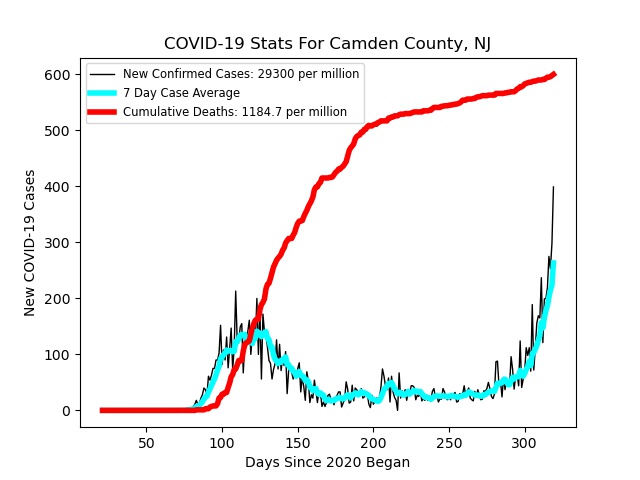 COVID-19 Stats For Camden County, NJ
New Confirmed Cases: 29300 per million
7 Day Case Average
Cumulative Deaths: 1184.7 per million
600
500
400
300
200
100
0
New COVID-19 Cases
50 100 150 200 250 300
Days Since 2020 Began